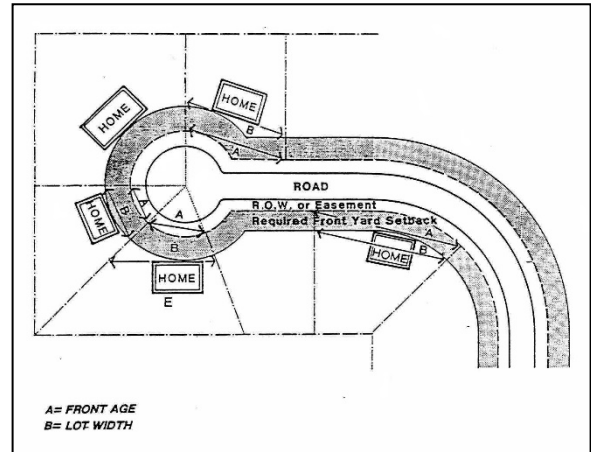 HOME
HOME
B
A
ROAD
R.O.W. or Easement
Required Front Yard Setback
HOME
B
A
A
B
HOME
E
A
B
HOME
A= FRONT AGE
B= LOT WIDTH